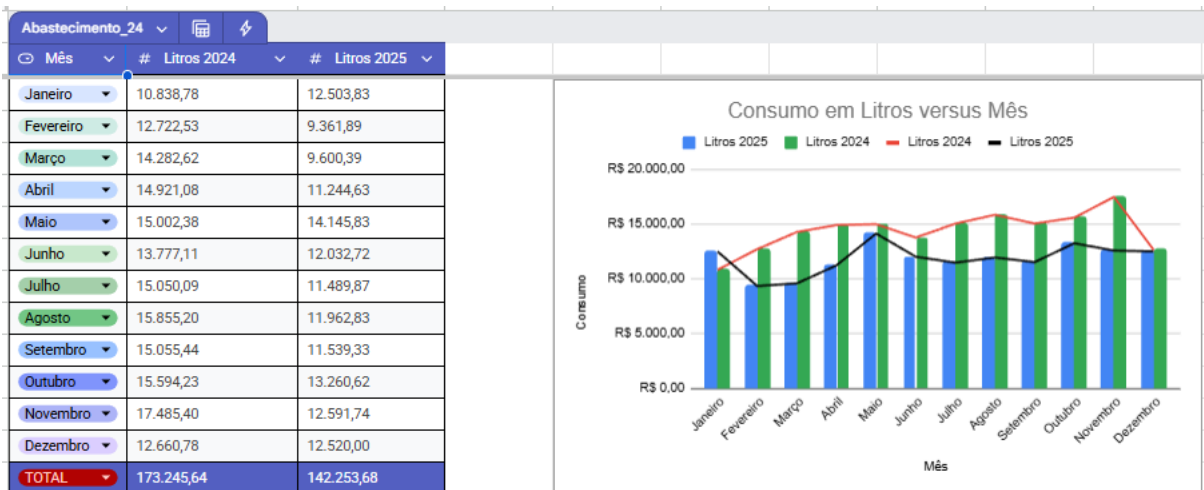 Abastecimento_24
Mês # Litros 2024 # Litros 2025
Janeiro 10.838,78 12.503,83
Fevereiro 12.722,53 9.361,89
Março 14.282,62 9.600,39
Abril 14.921,08 11.244,63
Maio 15.002,38 14.145,83
Junho 13.777,11 12.032,72
Julho 15.050,09 11.489,87
Agosto 15.855,20 11.962,83
Setembro 15.055,44 11.539,33
Outubro 15.594,23 13.260,62
Novembro 17.485,40 12.591,74
Dezembro 12.660,78 12.520,00
TOTAL 173.245,64 142.253,68
Consumo em Litros versus Mês
Litros 2025 Litros 2024 Litros 2024 Litros 2025
R$ 20.000,00
R$ 15.000,00
R$ 10.000,00
R$ 5.000,00
R$ 0,00
Consumo
Janeiro Fevereiro Março Abril Maio Junho Julho Agosto Setembro Outubro Novembro Dezembro
Mês